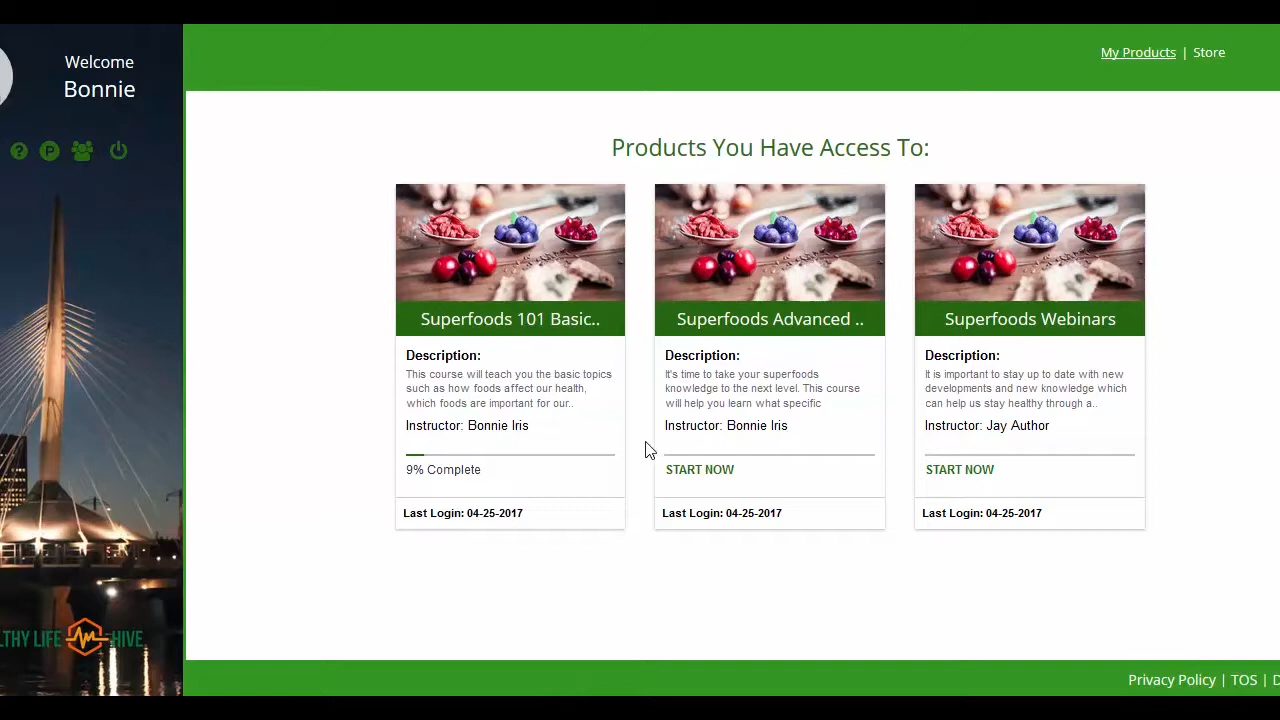 Welcome
Bonnie
My Products | Store
Products You Have Access To:
Superfoods 101 Basic..
Description:
This course will teach you the basic topics
such as how foods affect our health,
which foods are important for our..
Instructor: Bonnie Iris
9% Complete
Last Login: 04-25-2017
Superfoods Advanced ..
Description:
It's time to take your superfoods
knowledge to the next level. This course
will help you learn what specific
Instructor: Bonnie Iris
START NOW
Last Login: 04-25-2017
Superfoods Webinars
Description:
It is important to stay up to date with new
developments and new knowledge which
can help us stay healthy through a..
Instructor: Jay Author
START NOW
Last Login: 04-25-2017
LTHY LIFE HIVE
Privacy Policy | TOS | D